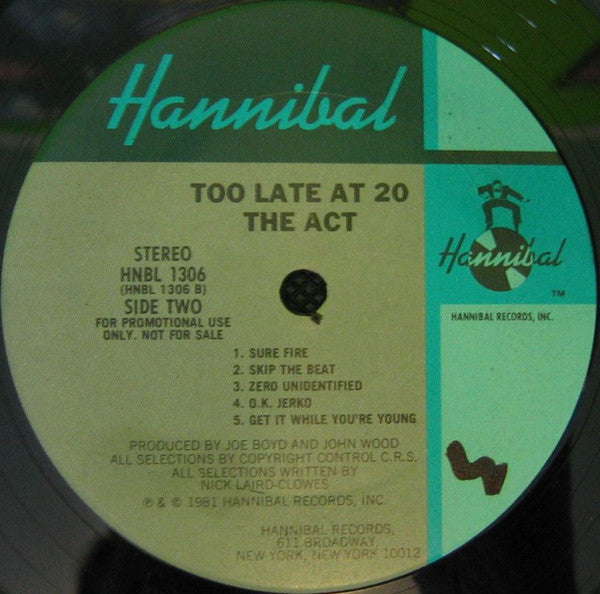 Hannibal
TOO LATE AT 20
THE ACT
Hannibal
TM
HANNIBAL RECORDS, INC.
STEREO
HNBL 1306
(HNBL 1306 B)
SIDE TWO
FOR PROMOTIONAL USE
ONLY. NOT FOR SALE
1. SURE FIRE
2. SKIP THE BEAT
3. ZERO UNIDENTIFIED
4. O.K. JERKO
5. GET IT WHILE YOU'RE YOUNG
PRODUCED BY JOE BOYD AND JOHN WOOD
ALL SELECTIONS BY COPYRIGHT CONTROL C.R.S.
ALL SELECTIONS WRITTEN BY
NICK LAIRD-CLOWES
℗ & © 1981 HANNIBAL RECORDS, INC.
HANNIBAL RECORDS,
611 BROADWAY,
NEW YORK, NEW YORK 10012